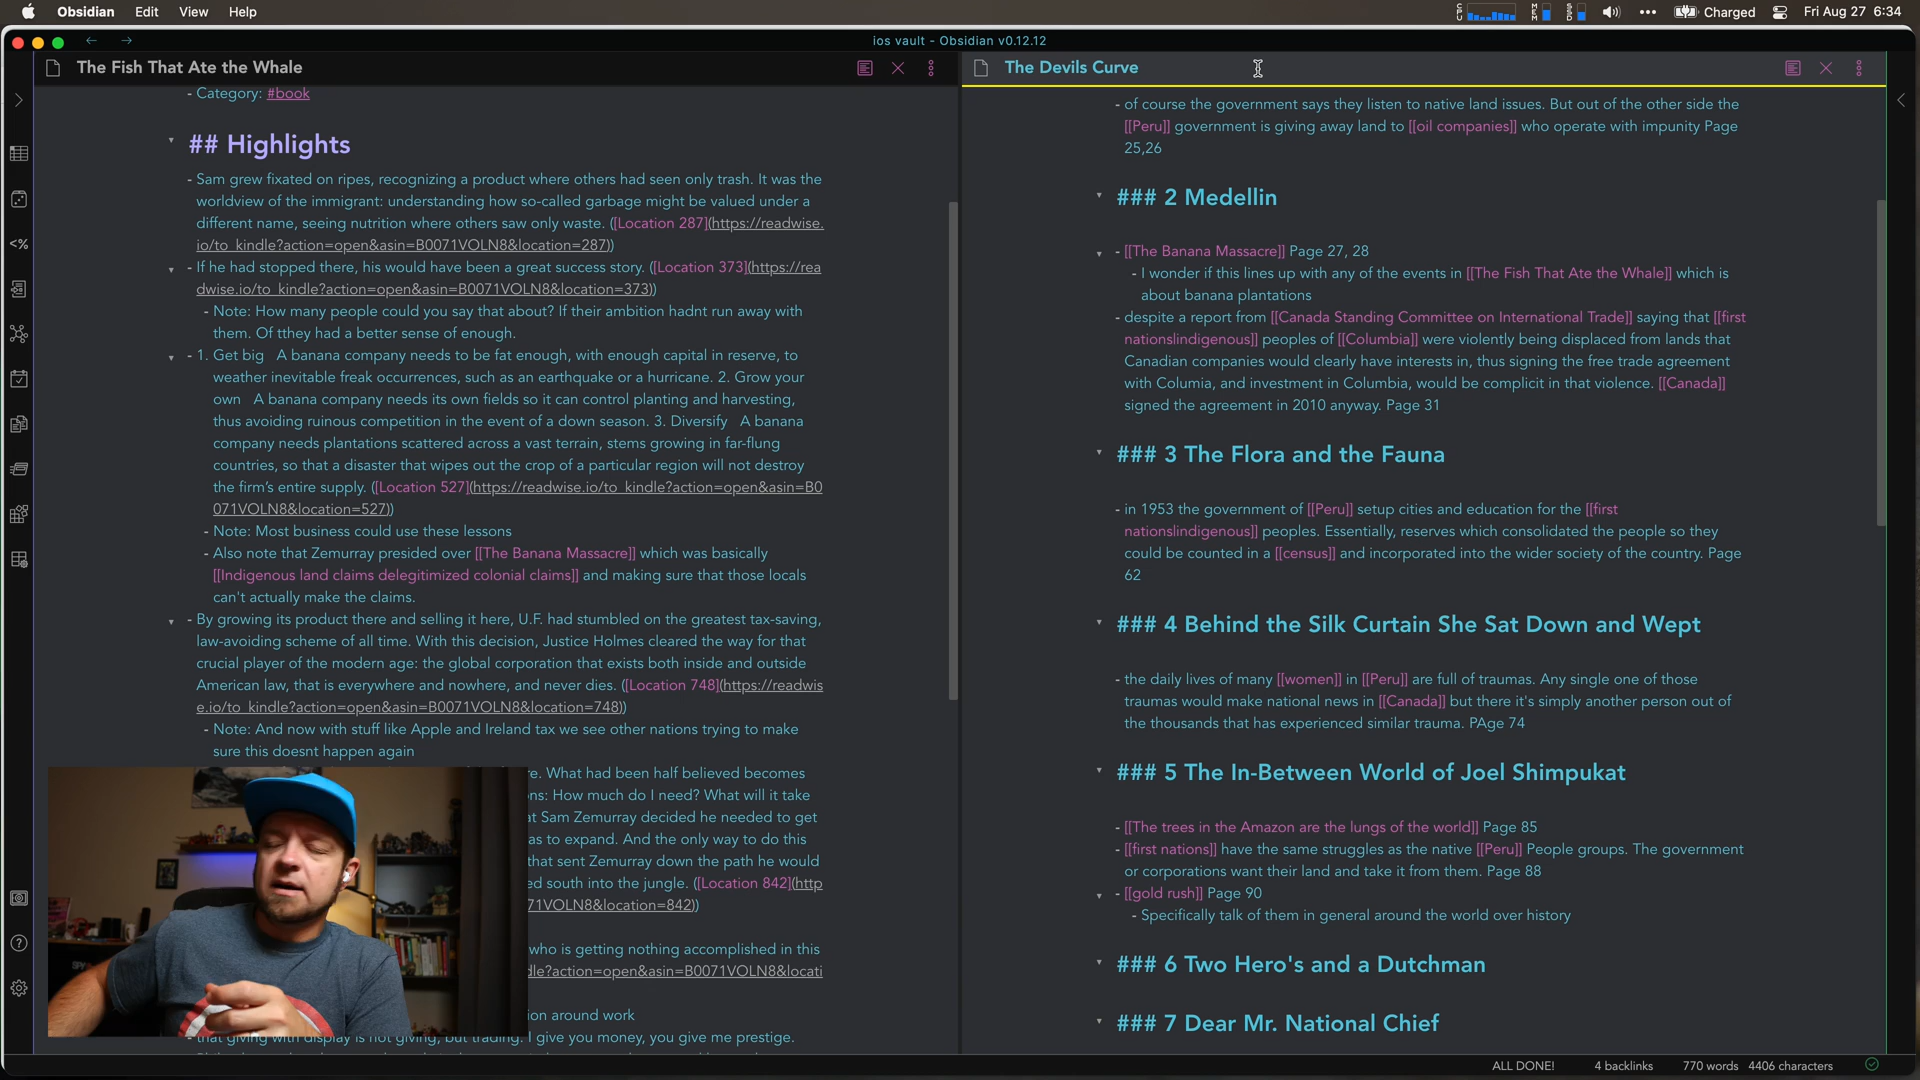 Obsidian Edit View Help
Charged Fri Aug 27 6:34
ios vault - Obsidian v0.12.12
The Fish That Ate the Whale
- Category: #book
## Highlights
- Sam grew fixated on ripes, recognizing a product where others had seen only trash. It was the
worldview of the immigrant: understanding how so-called garbage might be valued under a
different name, seeing nutrition where others saw only waste. ([Location 287](https://readwise.
io/to_kindle?action=open&asin=B0071VOLN8&location=287))
- If he had stopped there, his would have been a great success story. ([Location 373](https://rea
dwise.io/to_kindle?action=open&asin=B0071VOLN8&location=373))
- Note: How many people could you say that about? If their ambition hadnt run away with
them. Of tthey had a better sense of enough.
- 1. Get big A banana company needs to be fat enough, with enough capital in reserve, to
weather inevitable freak occurrences, such as an earthquake or a hurricane. 2. Grow your
own A banana company needs its own fields so it can control planting and harvesting,
thus avoiding ruinous competition in the event of a down season. 3. Diversify A banana
company needs plantations scattered across a vast terrain, stems growing in far-flung
countries, so that a disaster that wipes out the crop of a particular region will not destroy
the firm's entire supply. ([Location 527](https://readwise.io/to_kindle?action=open&asin=B0
071VOLN8&location=527))
- Note: Most business could use these lessons
- Also note that Zemurray presided over [[The Banana Massacre]] which was basically
[[Indigenous land claims delegitimized colonial claims]] and making sure that those locals
can't actually make the claims.
- By growing its product there and selling it here, U.F. had stumbled on the greatest tax-saving,
law-avoiding scheme of all time. With this decision, Justice Holmes cleared the way for that
crucial player of the modern age: the global corporation that exists both inside and outside
American law, that is everywhere and nowhere, and never dies. ([Location 748](https://readwis
e.io/to_kindle?action=open&asin=B0071VOLN8&location=748))
- Note: And now with stuff like Apple and Ireland tax we see other nations trying to make
sure this doesnt happen again
re. What had been half believed becomes
ns: How much do I need? What will it take
at Sam Zemurray decided he needed to get
as to expand. And the only way to do this
that sent Zemurray down the path he would
ed south into the jungle. ([Location 842](http
71VOLN8&location=842))
who is getting nothing accomplished in this
dle?action=open&asin=B0071VOLN8&locati
ion around work
- that giving with display is not giving, but trading. I give you money, you give me prestige.
The Devils Curve
- of course the government says they listen to native land issues. But out of the other side the
[[Peru]] government is giving away land to [[oil companies]] who operate with impunity Page
25,26
### 2 Medellin
- [[The Banana Massacre]] Page 27, 28
- I wonder if this lines up with any of the events in [[The Fish That Ate the Whale]] which is
about banana plantations
- despite a report from [[Canada Standing Committee on International Trade]] saying that [[first
nations|indigenous]] peoples of [[Columbia]] were violently being displaced from lands that
Canadian companies would clearly have interests in, thus signing the free trade agreement
with Columia, and investment in Columbia, would be complicit in that violence. [[Canada]]
signed the agreement in 2010 anyway. Page 31
### 3 The Flora and the Fauna
- in 1953 the government of [[Peru]] setup cities and education for the [[first
nations|indigenous]] peoples. Essentially, reserves which consolidated the people so they
could be counted in a [[census]] and incorporated into the wider society of the country. Page
62
### 4 Behind the Silk Curtain She Sat Down and Wept
- the daily lives of many [[women]] in [[Peru]] are full of traumas. Any single one of those
traumas would make national news in [[Canada]] but there it's simply another person out of
the thousands that has experienced similar trauma. PAge 74
### 5 The In-Between World of Joel Shimpukat
- [[The trees in the Amazon are the lungs of the world]] Page 85
- [[first nations]] have the same struggles as the native [[Peru]] People groups. The government
or corporations want their land and take it from them. Page 88
- [[gold rush]] Page 90
- Specifically talk of them in general around the world over history
### 6 Two Hero's and a Dutchman
### 7 Dear Mr. National Chief
ALL DONE! 4 backlinks 770 words 4406 characters